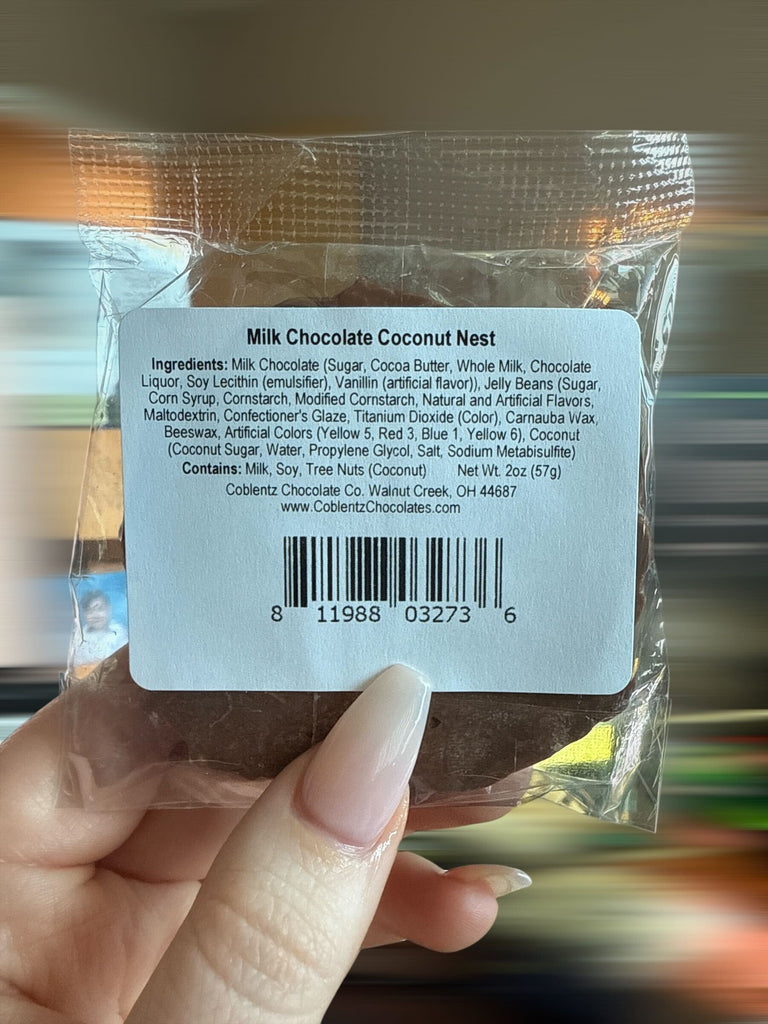 Milk Chocolate Coconut Nest
Ingredients: Milk Chocolate (Sugar, Cocoa Butter, Whole Milk, Chocolate
Liquor, Soy Lecithin (emulsifier), Vanillin (artificial flavor)), Jelly Beans (Sugar,
Corn Syrup, Cornstarch, Modified Cornstarch, Natural and Artificial Flavors,
Maltodextrin, Confectioner's Glaze, Titanium Dioxide (Color), Carnauba Wax,
Beeswax, Artificial Colors (Yellow 5, Red 3, Blue 1, Yellow 6), Coconut
(Coconut Sugar, Water, Propylene Glycol, Salt, Sodium Metabisulfite)
Contains: Milk, Soy, Tree Nuts (Coconut) Net Wt. 2oz (57g)
Coblentz Chocolate Co. Walnut Creek, OH 44687
www.CoblentzChocolates.com
8 11988 03273 6